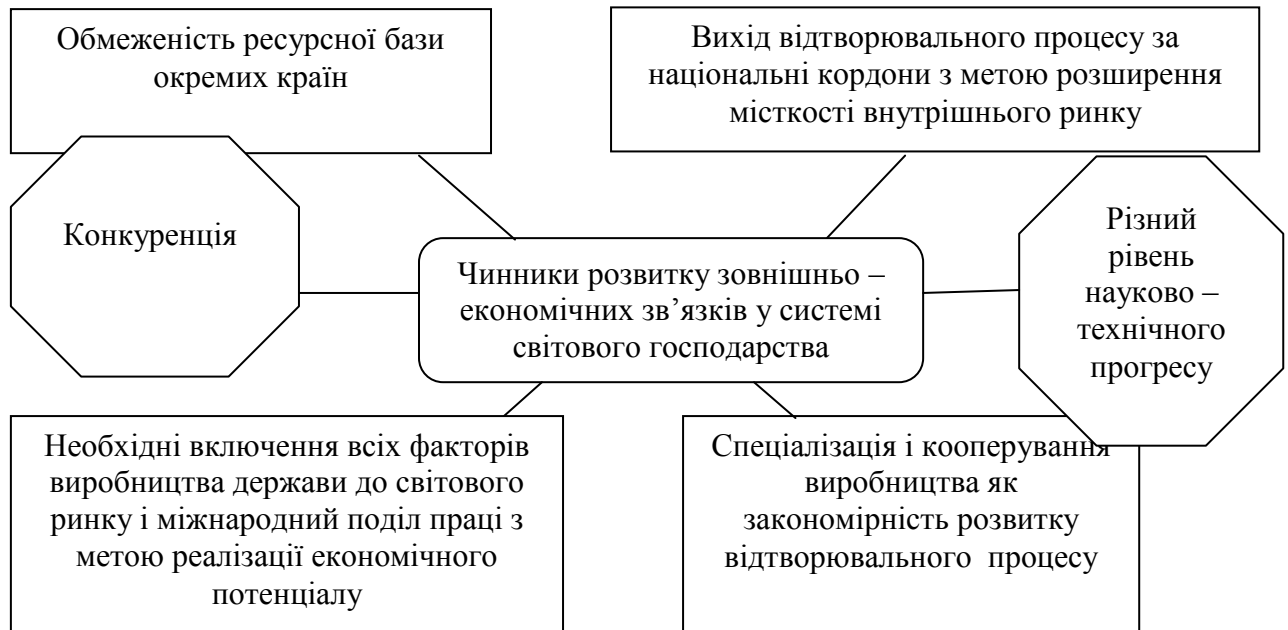 Обмеженість ресурсної бази
окремих країн
Вихід відтворювального процесу за
національні кордони з метою розширення
місткості внутрішнього ринку
Конкуренція
Чинники розвитку зовнішньо –
економічних зв’язків у системі
світового господарства
Різний
рівень
науково –
технічного
прогресу
Необхідні включення всіх факторів
виробництва держави до світового
ринку і міжнародний поділ праці з
метою реалізації економічного
потенціалу
Спеціалізація і кооперування
виробництва як
закономірність розвитку
відтворювального процесу